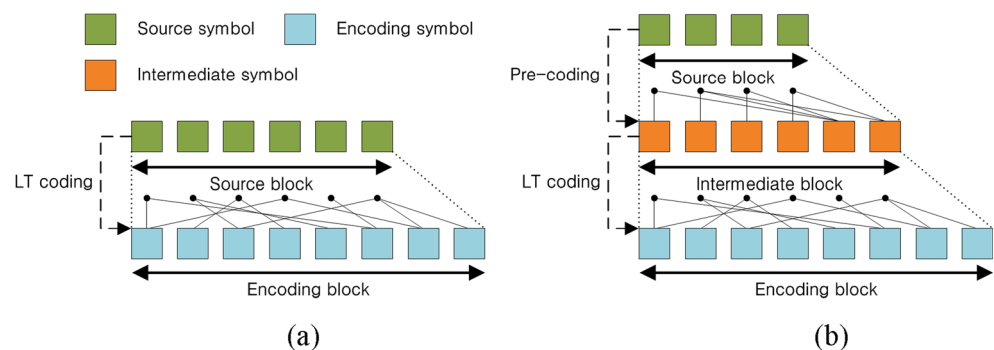 Source symbol
Encoding symbol
Intermediate symbol
LT coding
Source block
Encoding block
(a)
Pre-coding
Source block
LT coding
Intermediate block
Encoding block
(b)